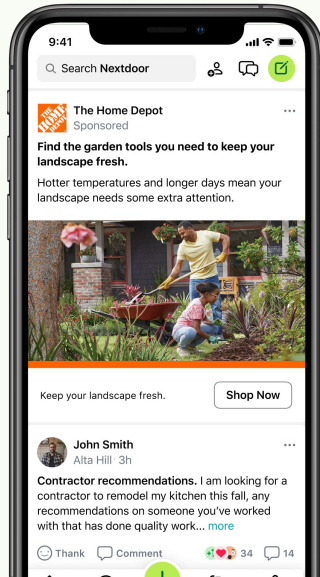 9:41
Search Nextdoor
THE HOME DEPOT
The Home Depot
Sponsored
Find the garden tools you need to keep your
landscape fresh.
Hotter temperatures and longer days mean your
landscape needs some extra attention.
Keep your landscape fresh.
Shop Now
John Smith
Alta Hill · 3h
Contractor recommendations. I am looking for a
contractor to remodel my kitchen this fall, any
recommendations on someone you've worked
with that has done quality work... more
Thank
Comment
34
14